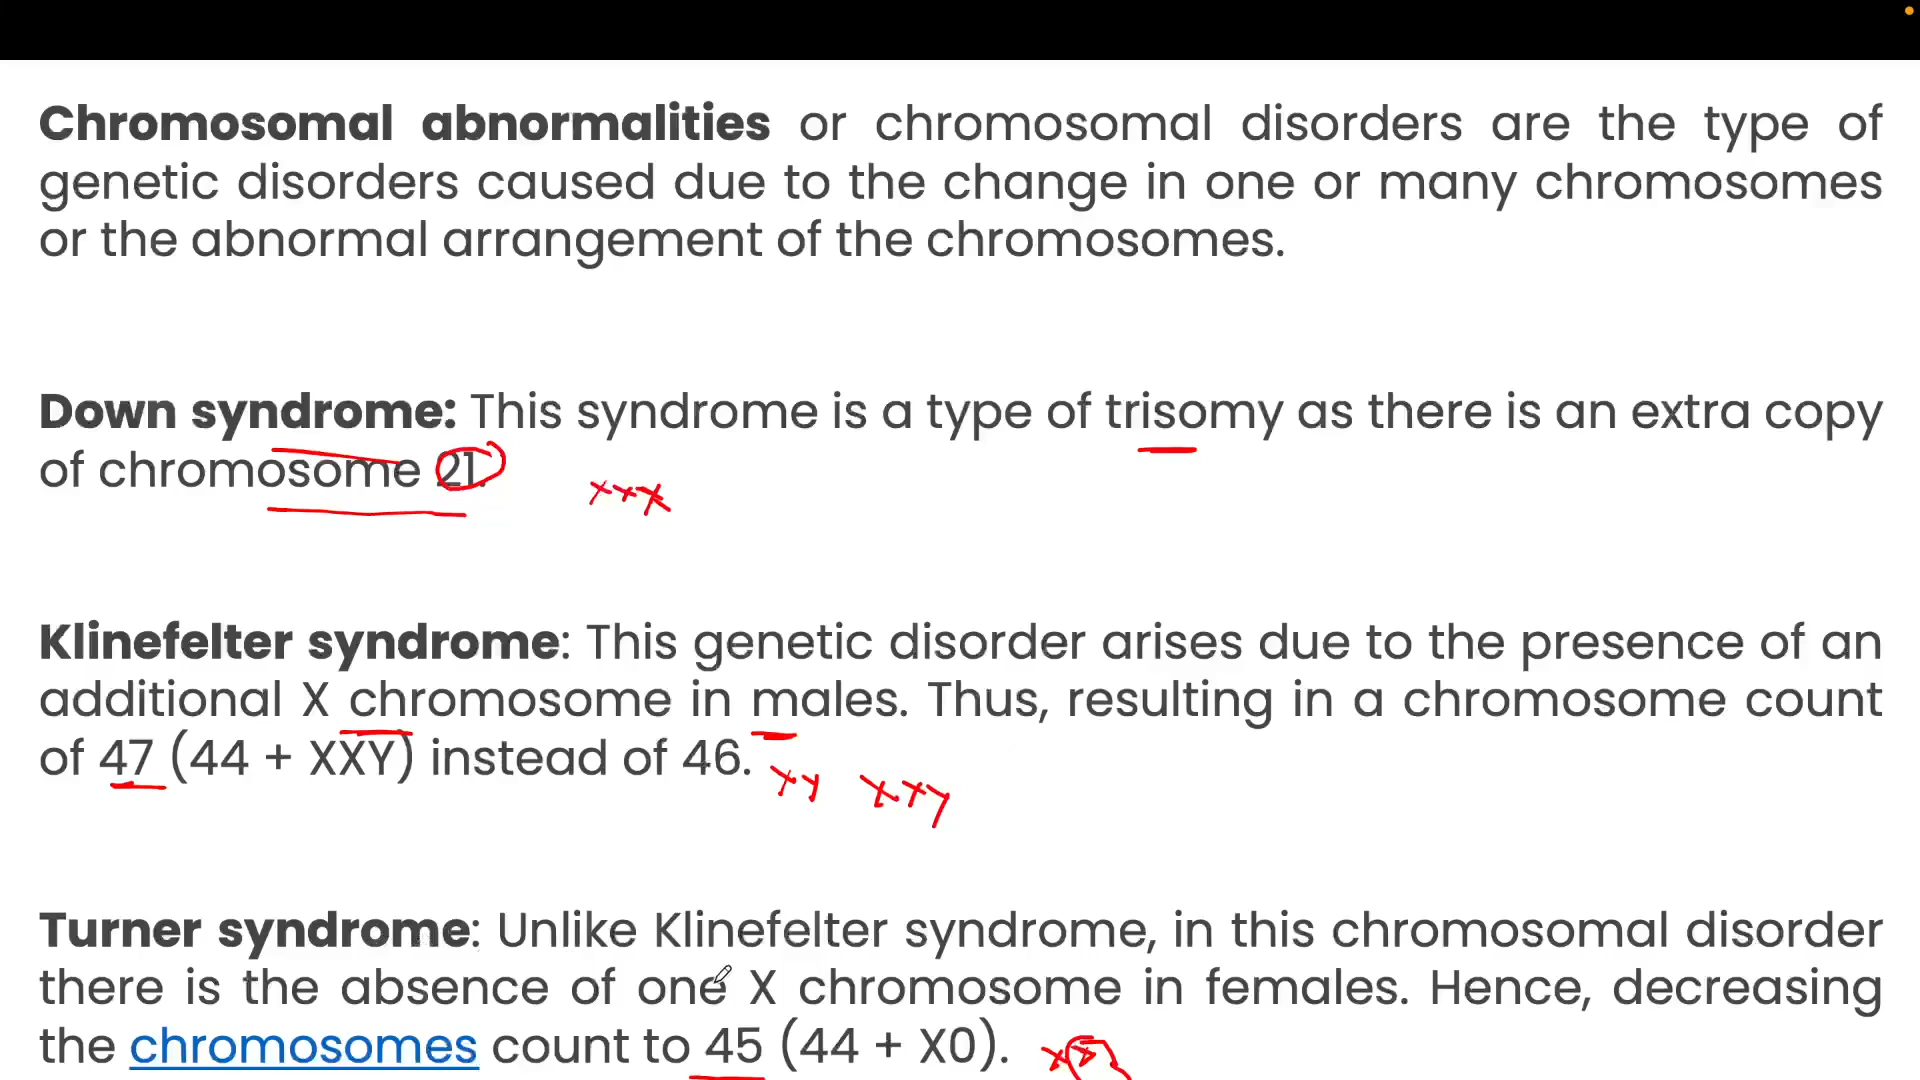 Chromosomal abnormalities or chromosomal disorders are the type of
genetic disorders caused due to the change in one or many chromosomes
or the abnormal arrangement of the chromosomes.
Down syndrome: This syndrome is a type of trisomy as there is an extra copy
of chromosome 21.
xxx
Klinefelter syndrome: This genetic disorder arises due to the presence of an
additional X chromosome in males. Thus, resulting in a chromosome count
of 47 (44 + XXY) instead of 46.
xy xxy
Turner syndrome: Unlike Klinefelter syndrome, in this chromosomal disorder
there is the absence of one X chromosome in females. Hence, decreasing
the chromosomes count to 45 (44 + X0).